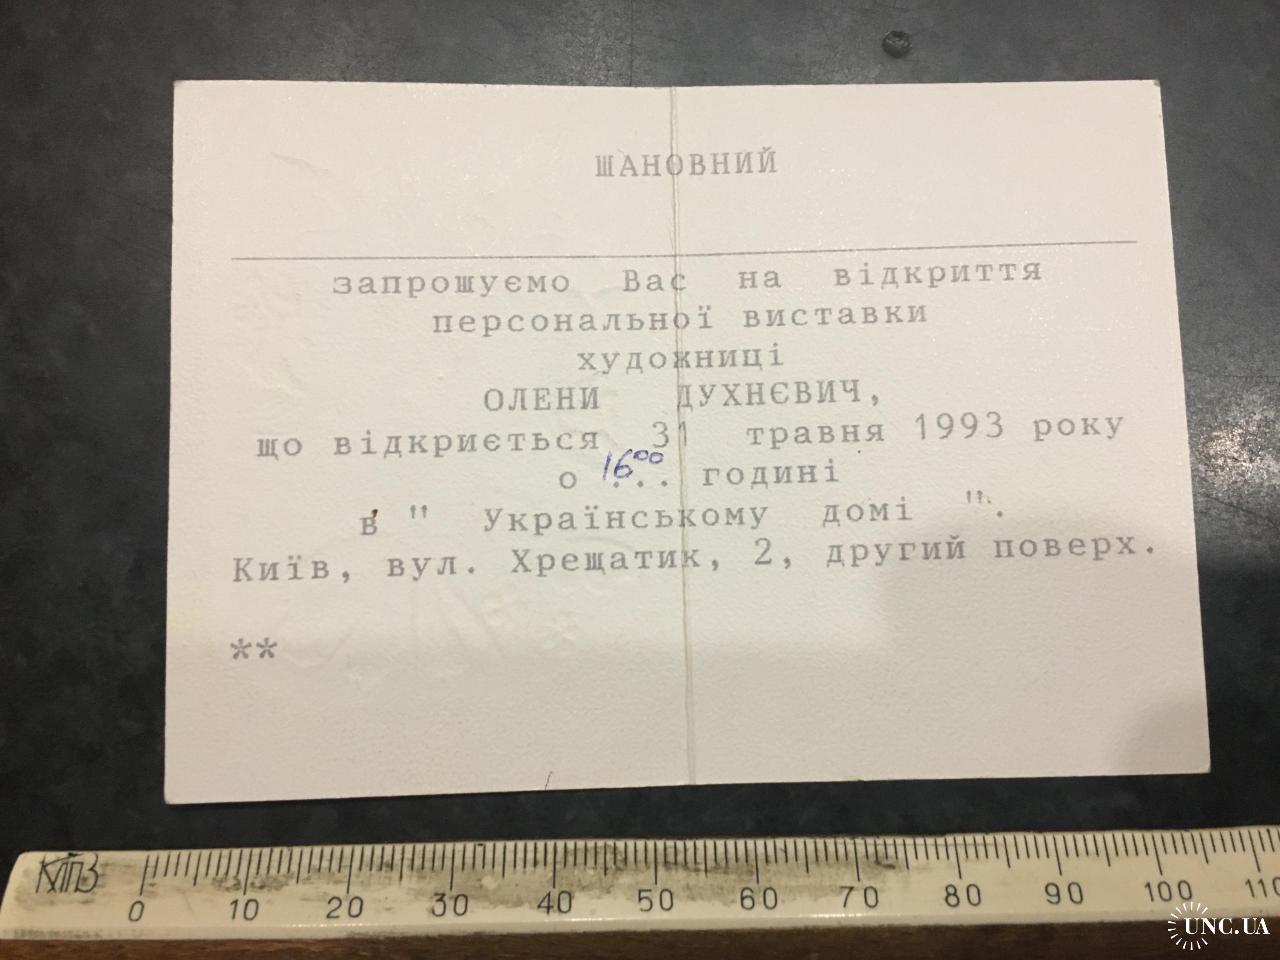 ШАНОВНИЙ
запрошуємо Вас на відкриття
персональної виставки
художниці
ОЛЕНИ ДУХНЄВИЧ,
що відкриється 31 травня 1993 року
о 16⁰⁰ ... годині
в " Українському домі ".
Київ, вул. Хрещатик, 2, другий поверх.
**
КПЗ
0 10 20 30 40 50 60 70 80 90 100 110
UNC.UA